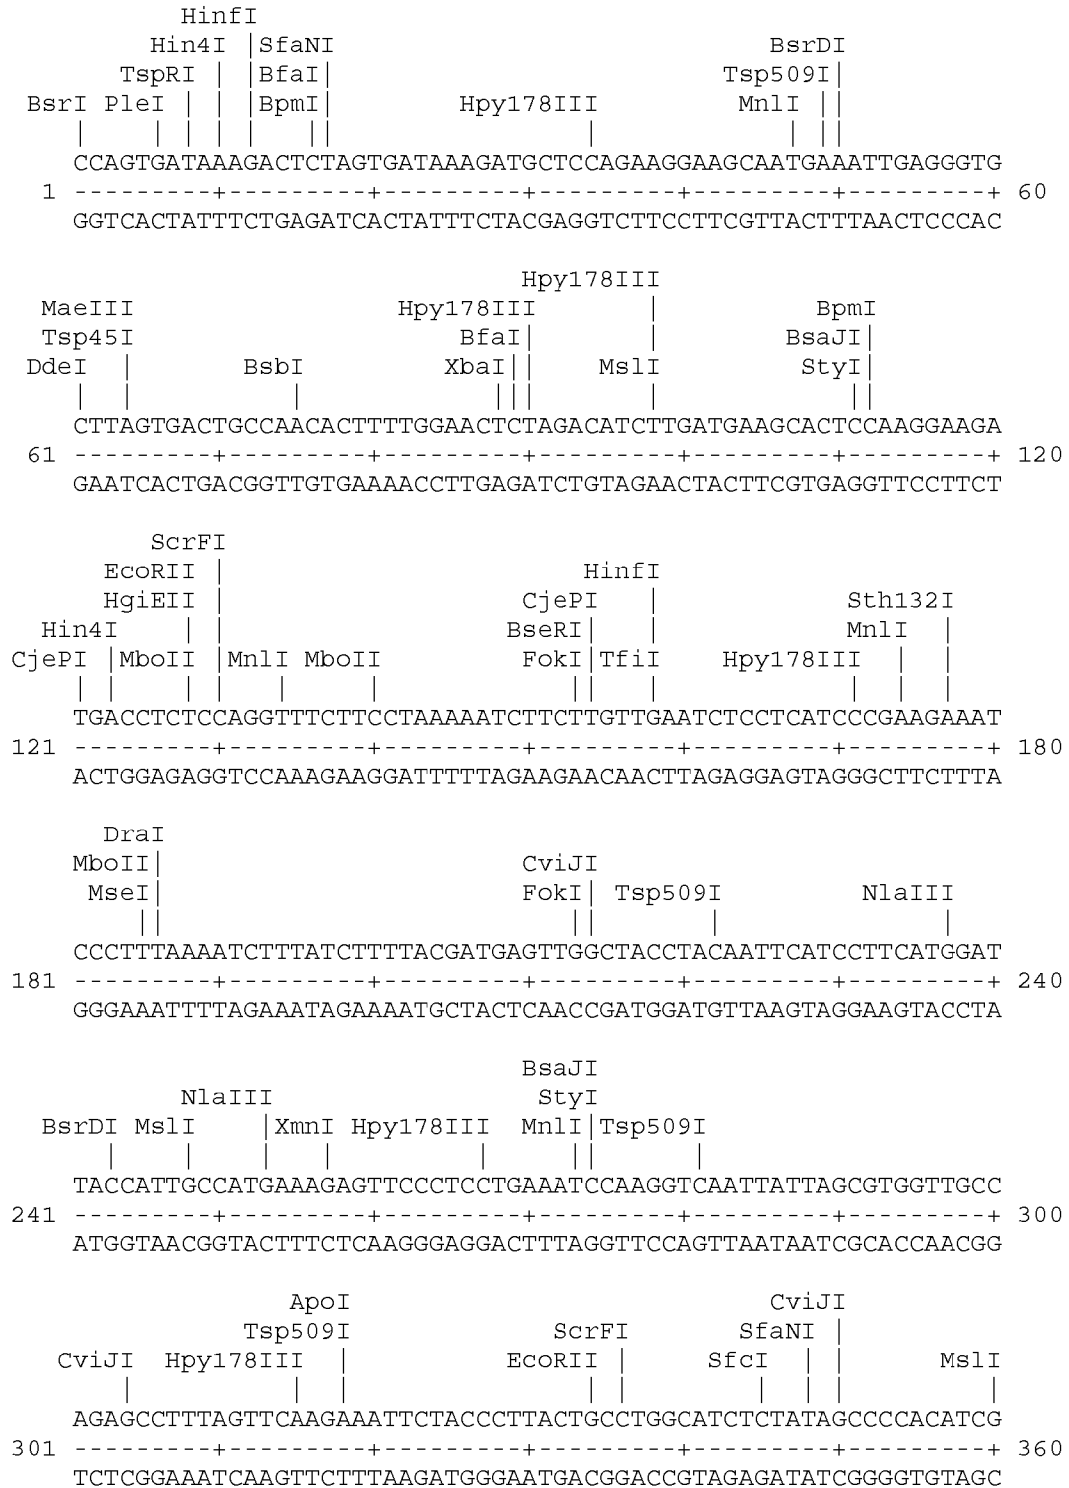 HinfI
Hin4I |SfaNI BsrDI
TspRI | |BfaI| Tsp509I|
BsrI PleI | | |BpmI| Hpy178III MnlI ||
| | | | | || | | ||
CCAGTGATAAAGACTCTAGTGATAAAGATGCTCCAGAAGGAAGCAATGAAATTGAGGGTG
1 ---------+---------+---------+---------+---------+---------+ 60
GGTCACTATTTCTGAGATCACTATTTCTACGAGGTCTTCCTTCGTTACTTTAACTCCCAC
Hpy178III
MaeIII Hpy178III | BpmI
Tsp45I BfaI| | BsaJI|
DdeI | BsbI XbaI|| MslI StyI|
| | | ||| | ||
CTTAGTGACTGCCAACACTTTTGGAACTCTAGACATCTTGATGAAGCACTCCAAGGAAGA
61 ---------+---------+---------+---------+---------+---------+ 120
GAATCACTGACGGTTGTGAAAACCTTGAGATCTGTAGAACTACTTCGTGAGGTTCCTTCT
ScrFI
EcoRII | HinfI
HgiEII | CjePI | Sth132I
Hin4I | | BseRI| | MnlI |
CjePI |MboII |MnlI MboII FokI|TfiI Hpy178III | |
| | | | | | || | | | |
TGACCTCTCCAGGTTTCTTCCTAAAAATCTTCTTGTTGAATCTCCTCATCCCGAAGAAAT
121 ---------+---------+---------+---------+---------+---------+ 180
ACTGGAGAGGTCCAAAGAAGGATTTTTAGAAGAACAACTTAGAGGAGTAGGGCTTCTTTA
DraI
MboII| CviJI
MseI| FokI| Tsp509I NlaIII
|| || | |
CCCTTTAAAATCTTTATCTTTTACGATGAGTTGGCTACCTACAATTCATCCTTCATGGAT
181 ---------+---------+---------+---------+---------+---------+ 240
GGGAAATTTTAGAAATAGAAAATGCTACTCAACCGATGGATGTTAAGTAGGAAGTACCTA
BsaJI
NlaIII StyI
BsrDI MslI |XmnI Hpy178III MnlI|Tsp509I
| | | | | || |
TACCATTGCCATGAAAGAGTTCCCTCCTGAAATCCAAGGTCAATTATTAGCGTGGTTGCC
241 ---------+---------+---------+---------+---------+---------+ 300
ATGGTAACGGTACTTTCTCAAGGGAGGACTTTAGGTTCCAGTTAATAATCGCACCAACGG
ApoI CviJI
Tsp509I ScrFI SfaNI |
CviJI Hpy178III | EcoRII | SfcI | | MslI
| | | | | | | | |
AGAGCCTTTAGTTCAAGAAATTCTACCCTTACTGCCTGGCATCTCTATAGCCCCACATCG
301 ---------+---------+---------+---------+---------+---------+ 360
TCTCGGAAATCAAGTTCTTTAAGATGGGAATGACGGACCGTAGAGATATCGGGGTGTAGC